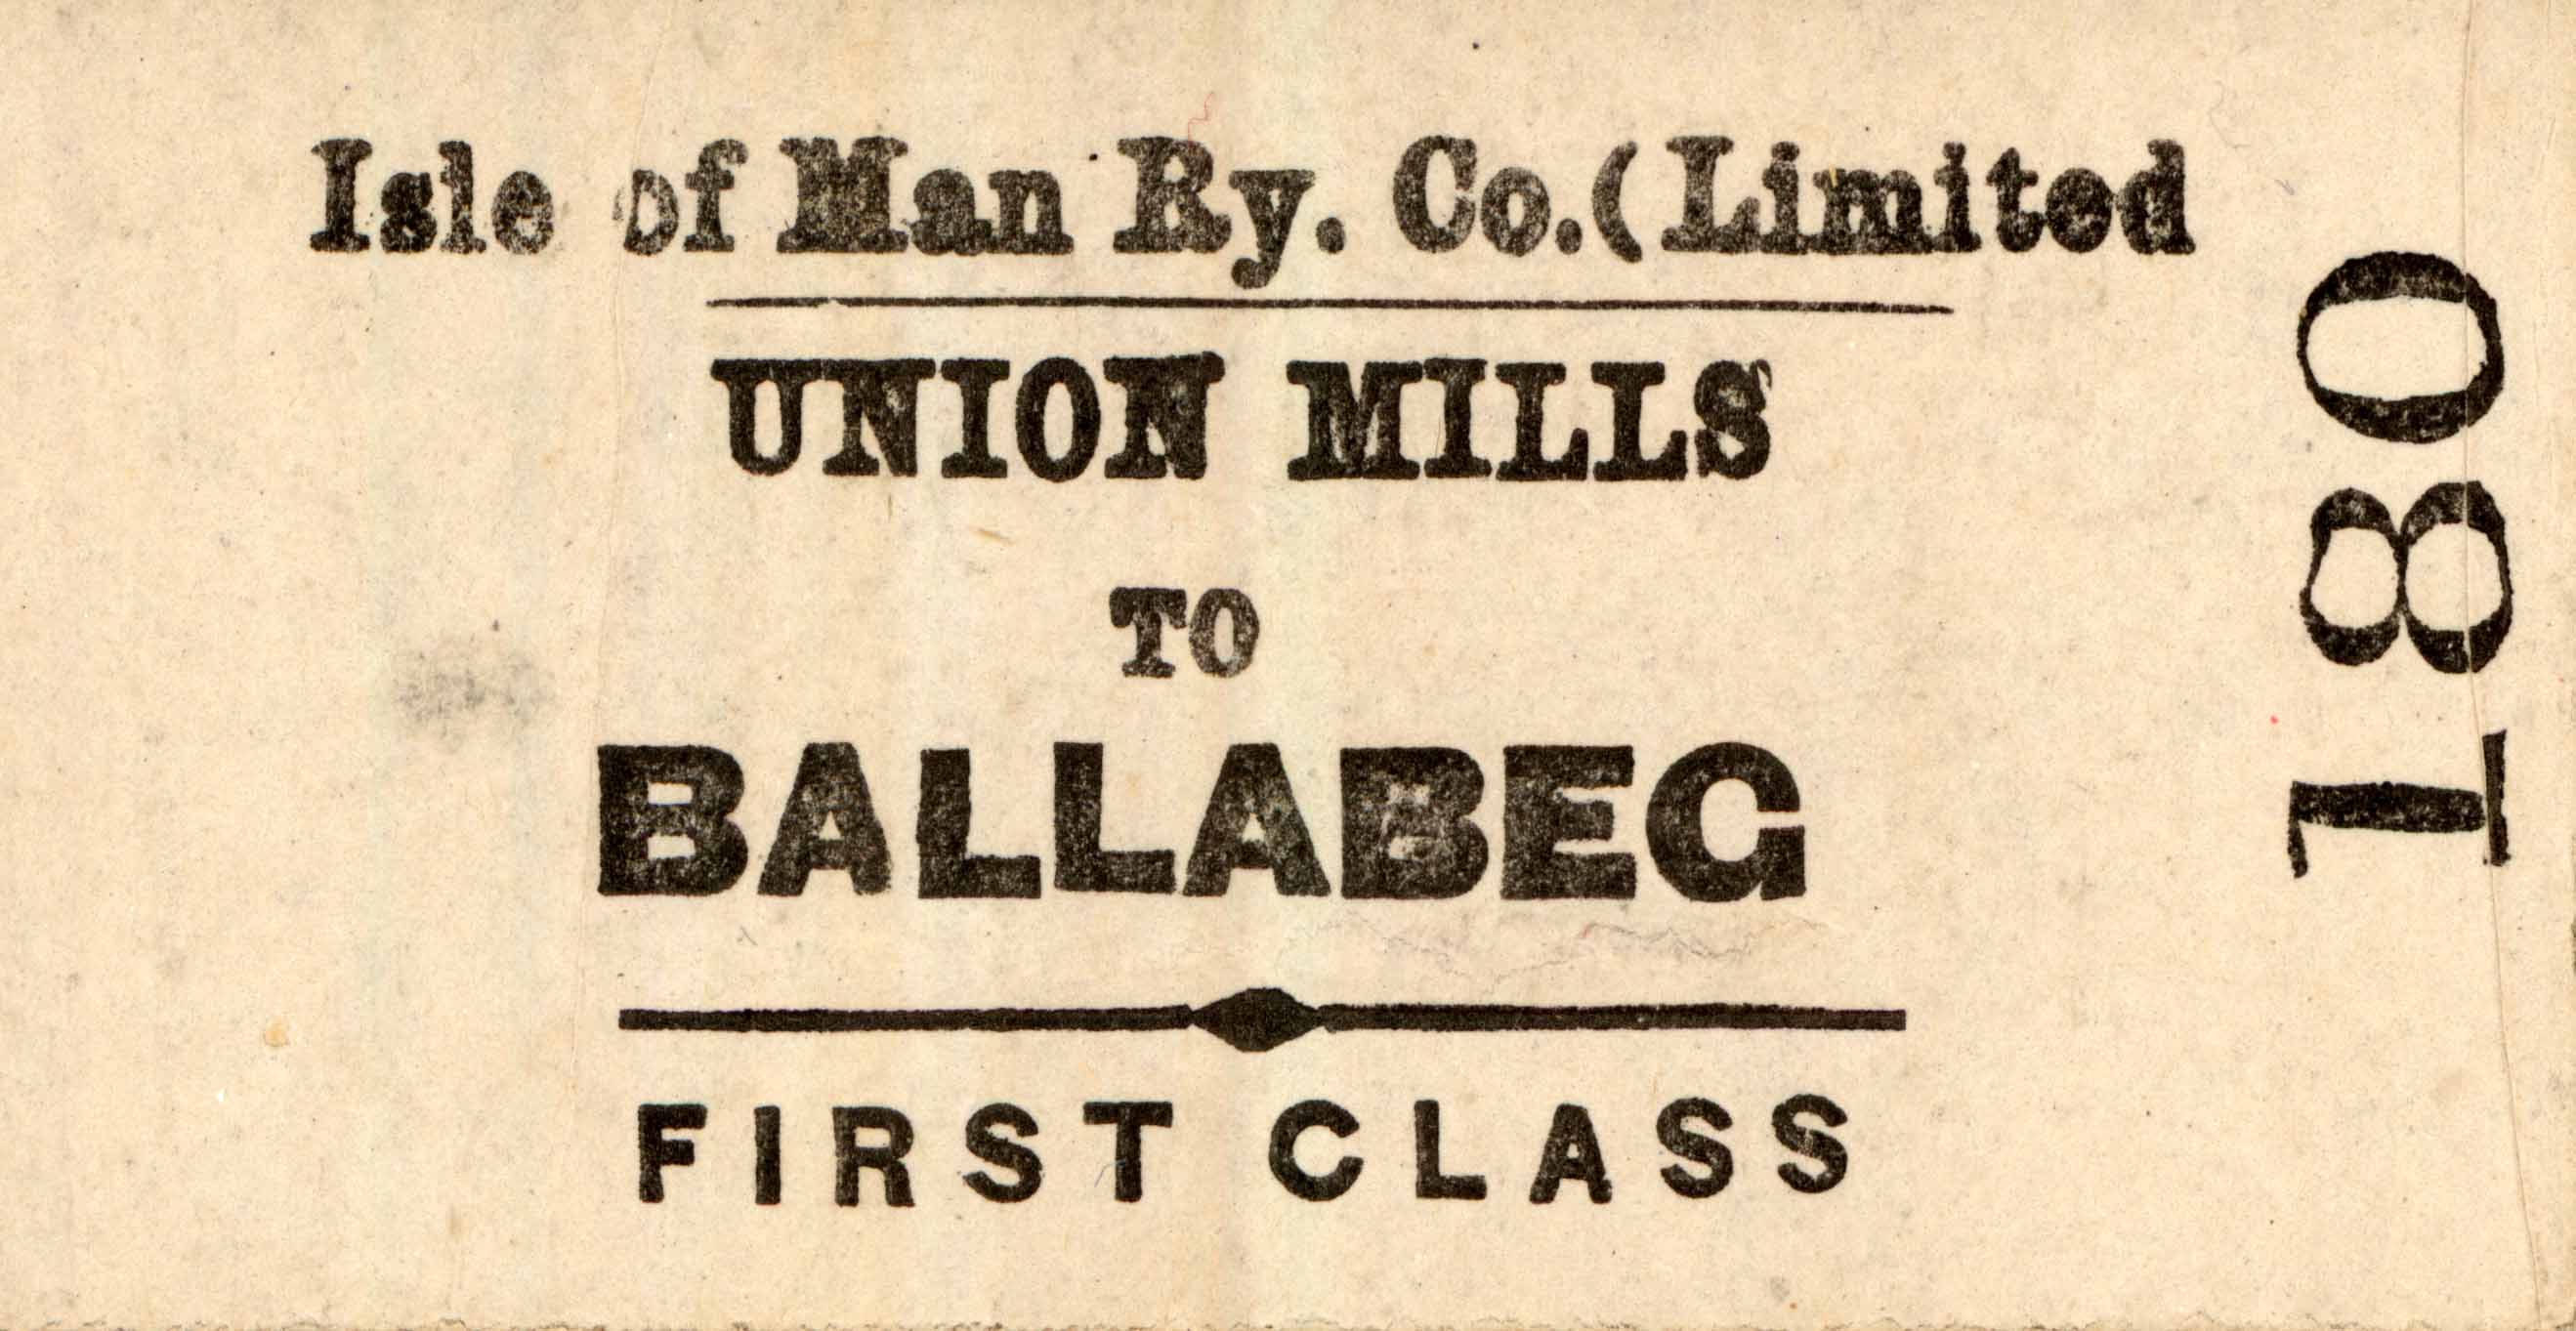 Isle of Man Ry. Co.(Limited
UNION MILLS
TO
BALLABEG
FIRST CLASS
180